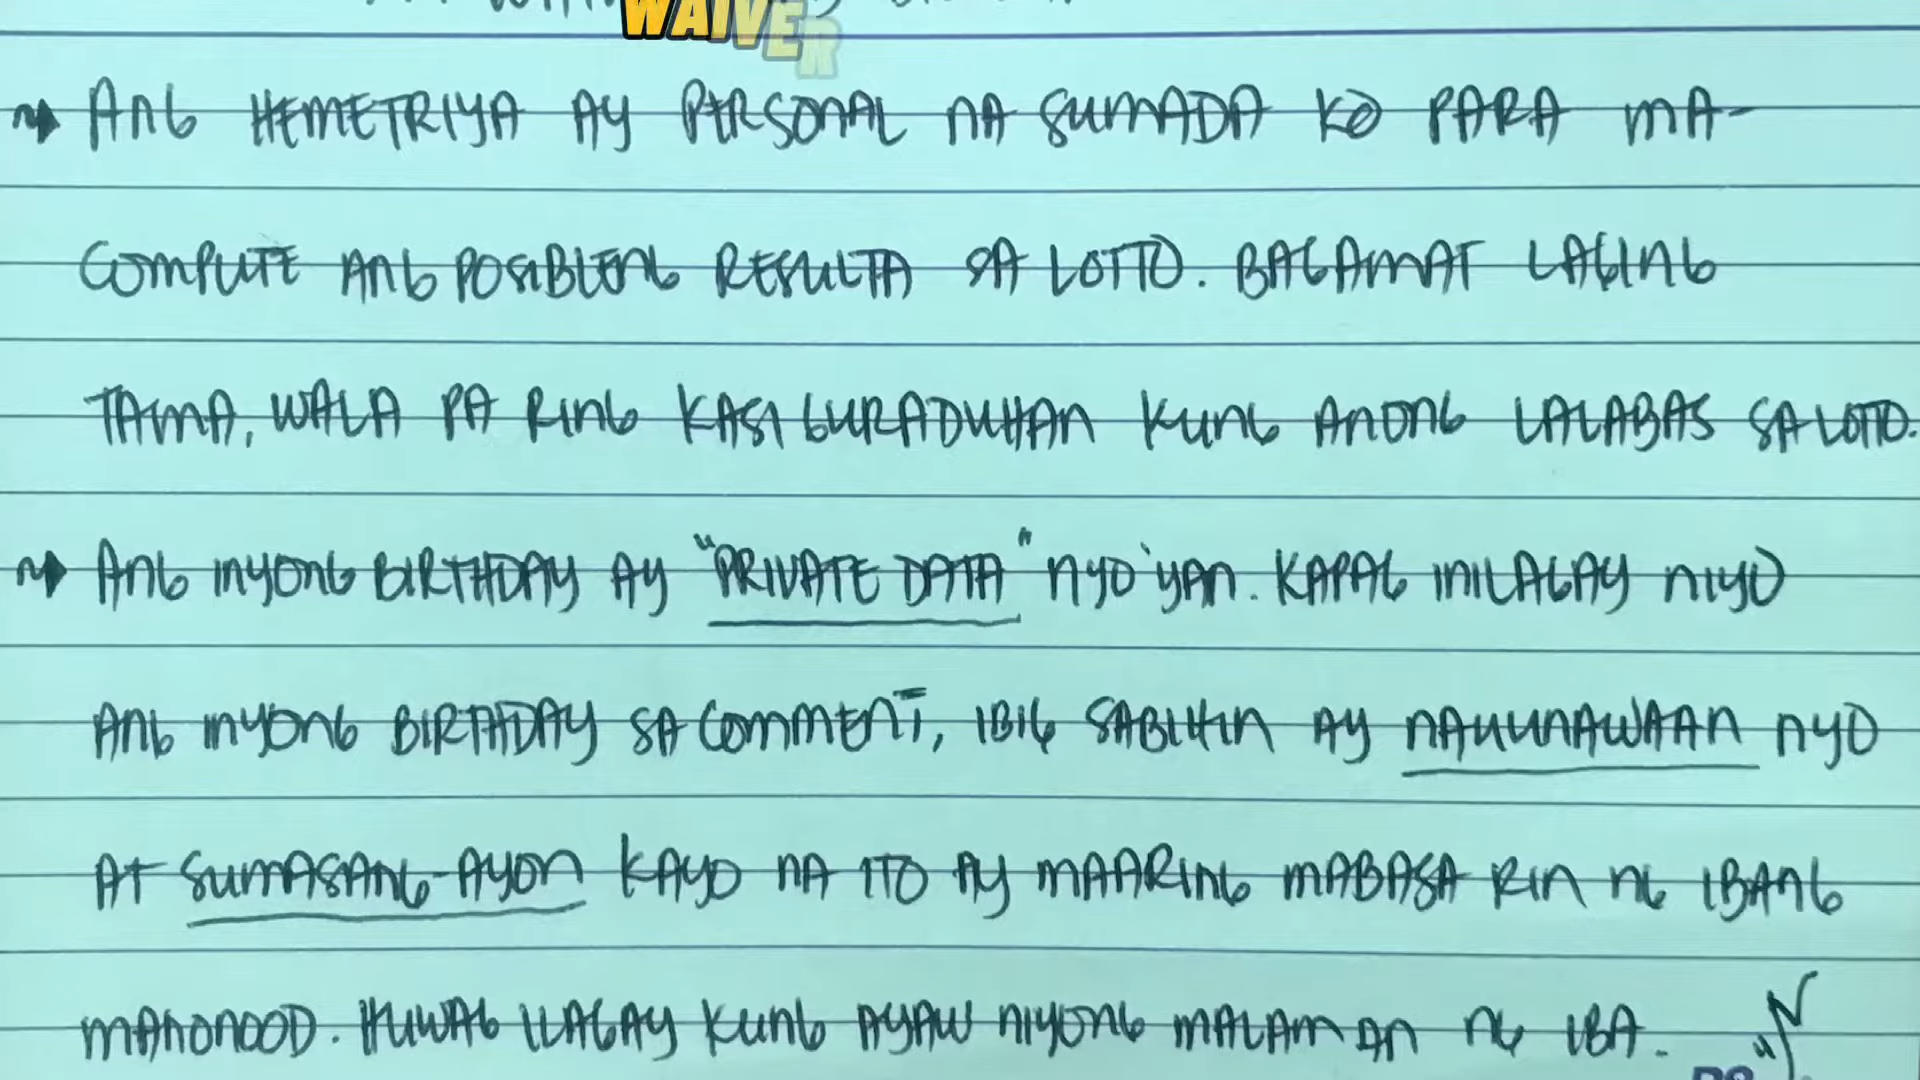 WAIVER
ANG HEMETRIYA AY PERSONAL NA SUMADA KO PARA MA-
COMPUTE ANG POSIBLENG RESULTA SA LOTTO. BAGAMAT LAGING
TAMA, WALA PA RING KASIGURADUHAN KUNG ANONG LALABAS SA LOTTO.
ANG INYONG BIRTHDAY AY "PRIVATE DATA" NYO 'YAN. KAPAG INILAGAY NIYO
ANG INYONG BIRTHDAY SA COMMENT, IBIG SABIHIN AY NAUUNAWAAN NYO
AT SUMASANG-AYON KAYO NA ITO AY MAARING MABASA RIN NG IBANG
MANONOOD. HUWAG ILAGAY KUNG AYAW NIYONG MALAMAN NG IBA.